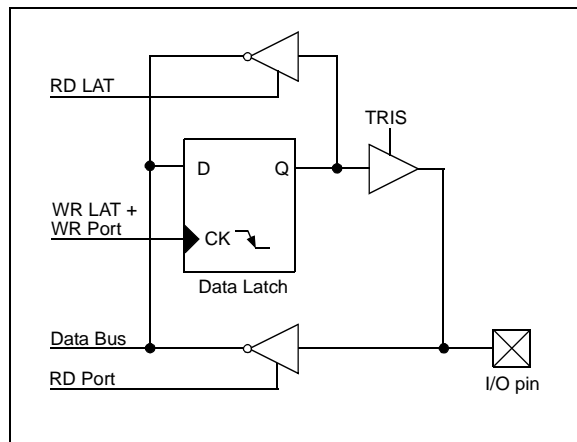 RD LAT
TRIS
D
Q
WR LAT +
WR Port
CK
Data Latch
Data Bus
RD Port
I/O pin